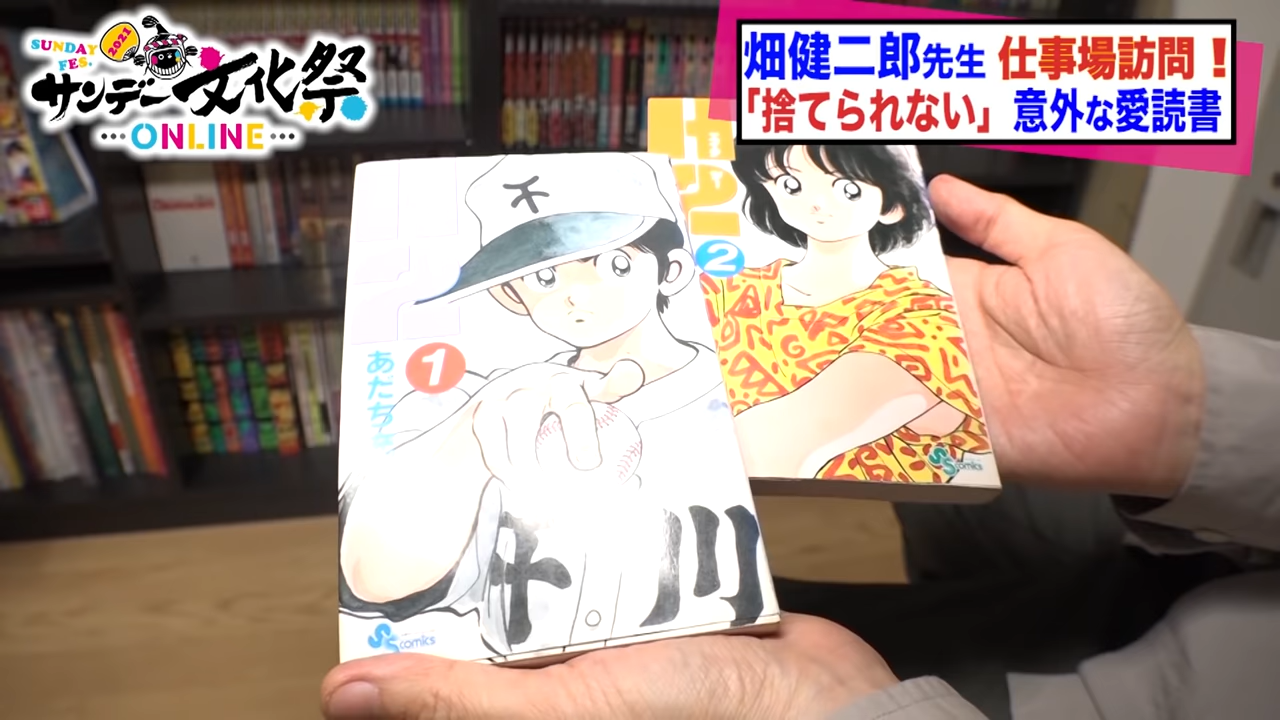 SUNDAY FES.
2021
サンデー文化祭
ONLINE
畑健二郎先生 仕事場訪問!
「捨てられない」 意外な愛読書
1
あだち
川
SS comics
2
SS comics